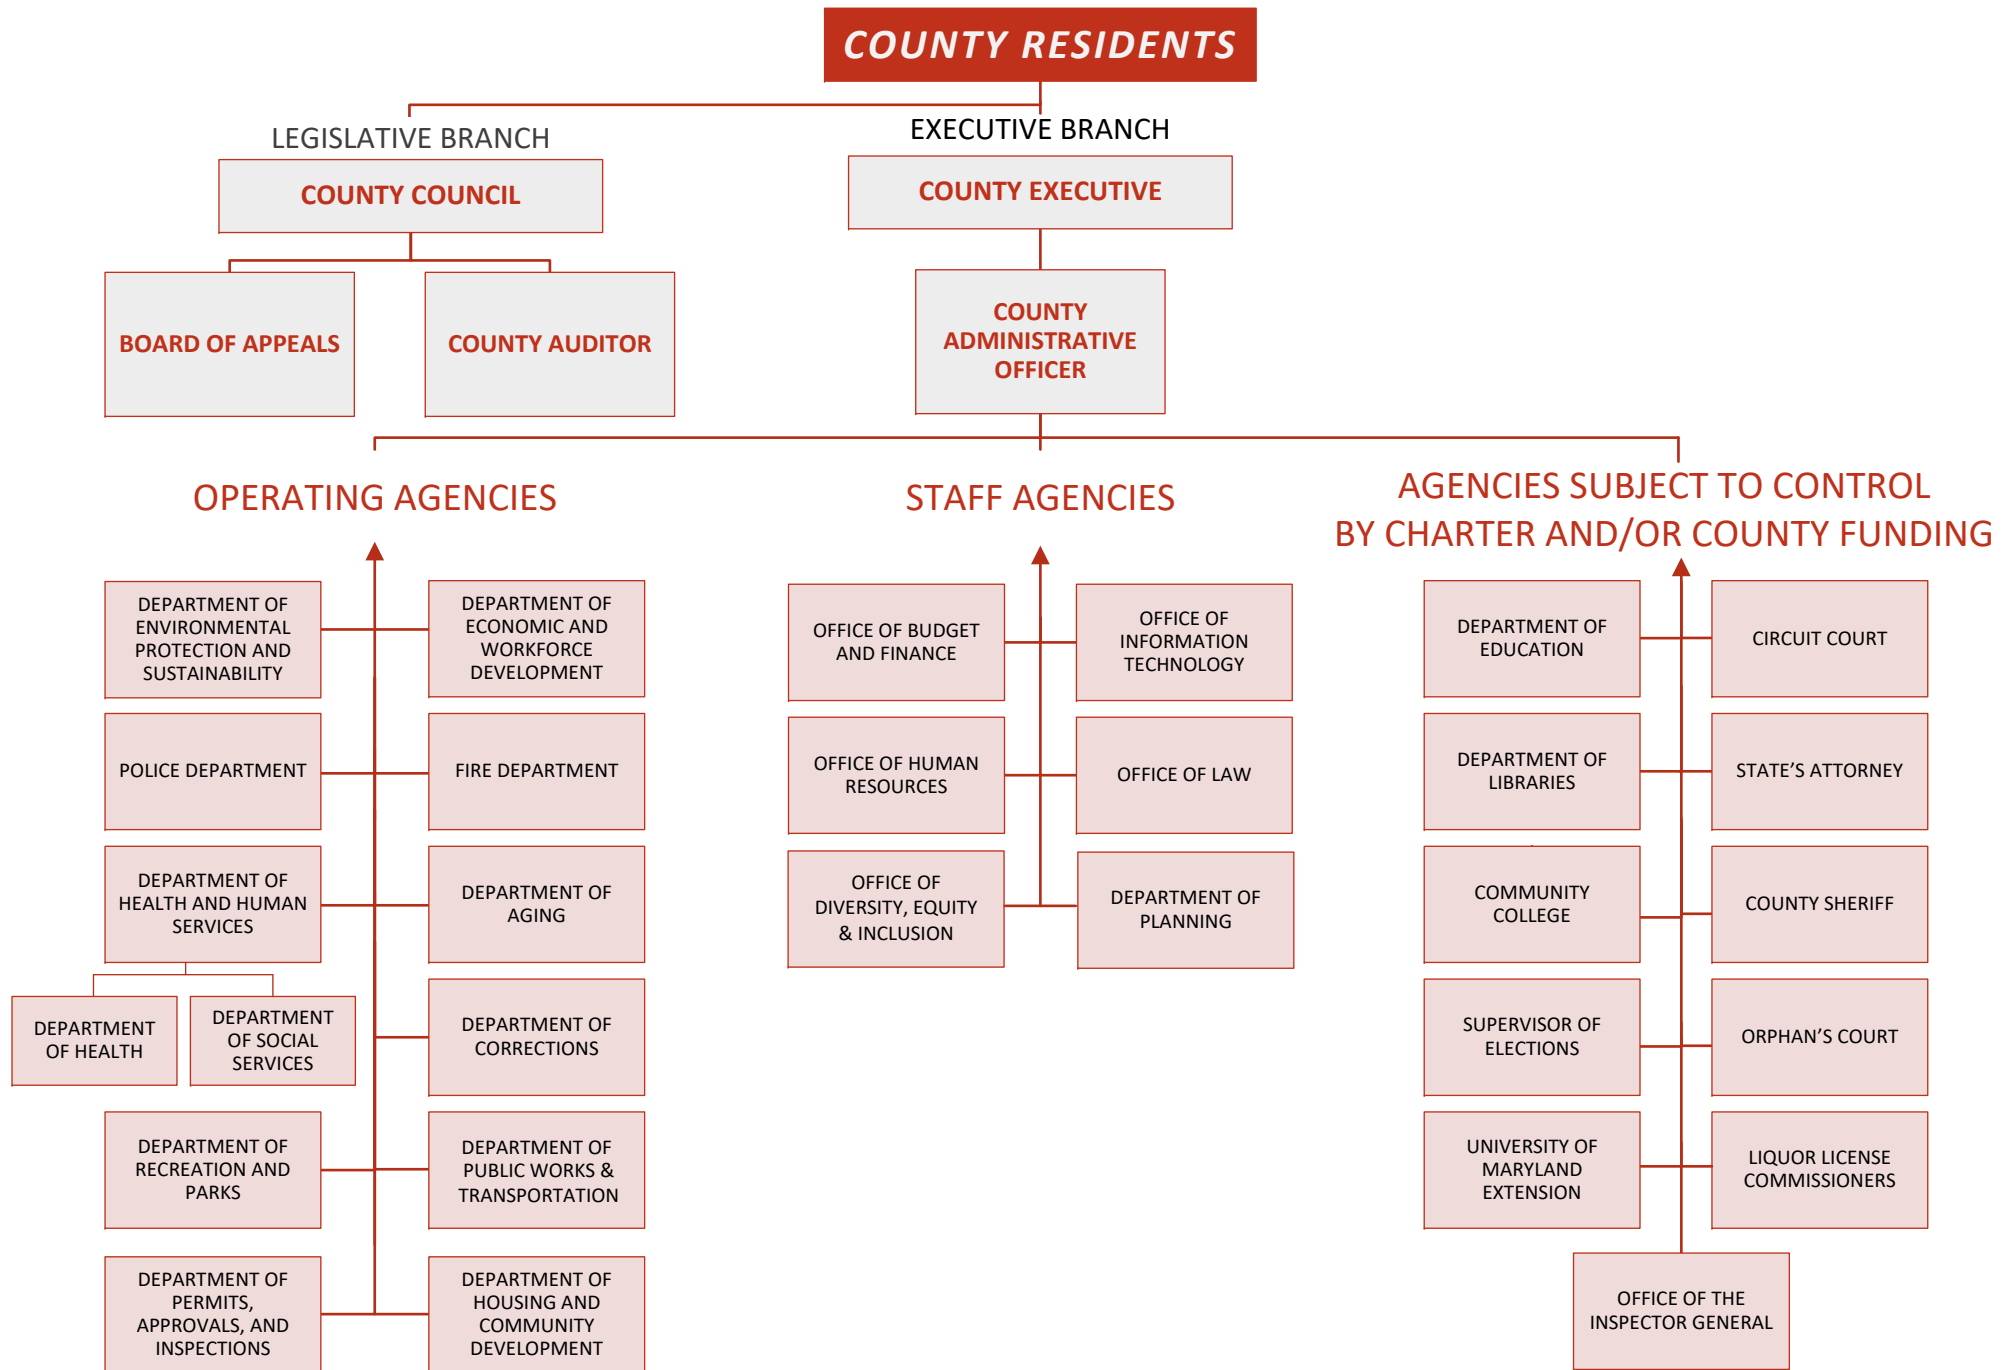 COUNTY RESIDENTS
LEGISLATIVE BRANCH
EXECUTIVE BRANCH
COUNTY COUNCIL
COUNTY EXECUTIVE
BOARD OF APPEALS
COUNTY AUDITOR
COUNTY
ADMINISTRATIVE
OFFICER
OPERATING AGENCIES
DEPARTMENT OF
ENVIRONMENTAL
PROTECTION AND
SUSTAINABILITY
DEPARTMENT OF
ECONOMIC AND
WORKFORCE
DEVELOPMENT
POLICE DEPARTMENT
FIRE DEPARTMENT
DEPARTMENT OF
HEALTH AND HUMAN
SERVICES
DEPARTMENT OF
AGING
DEPARTMENT
OF HEALTH
DEPARTMENT
OF SOCIAL
SERVICES
DEPARTMENT OF
CORRECTIONS
DEPARTMENT OF
RECREATION AND
PARKS
DEPARTMENT OF
PUBLIC WORKS &
TRANSPORTATION
DEPARTMENT OF
PERMITS,
APPROVALS, AND
INSPECTIONS
DEPARTMENT OF
HOUSING AND
COMMUNITY
DEVELOPMENT
STAFF AGENCIES
OFFICE OF BUDGET
AND FINANCE
OFFICE OF
INFORMATION
TECHNOLOGY
OFFICE OF HUMAN
RESOURCES
OFFICE OF LAW
OFFICE OF
DIVERSITY, EQUITY
& INCLUSION
DEPARTMENT OF
PLANNING
AGENCIES SUBJECT TO CONTROL
BY CHARTER AND/OR COUNTY FUNDING
DEPARTMENT OF
EDUCATION
CIRCUIT COURT
DEPARTMENT OF
LIBRARIES
STATE’S ATTORNEY
COMMUNITY
COLLEGE
COUNTY SHERIFF
SUPERVISOR OF
ELECTIONS
ORPHAN’S COURT
UNIVERSITY OF
MARYLAND
EXTENSION
LIQUOR LICENSE
COMMISSIONERS
OFFICE OF THE
INSPECTOR GENERAL